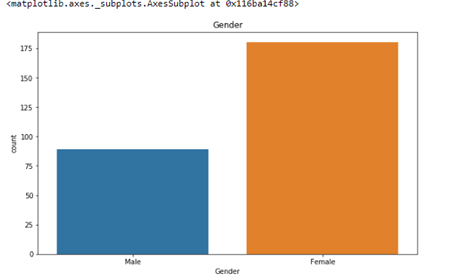 <matplotlib.axes._subplots.AxesSubplot at 0x116ba14cf88>
Gender
175
150
125
100
75
50
25
0
count
Male Female
Gender